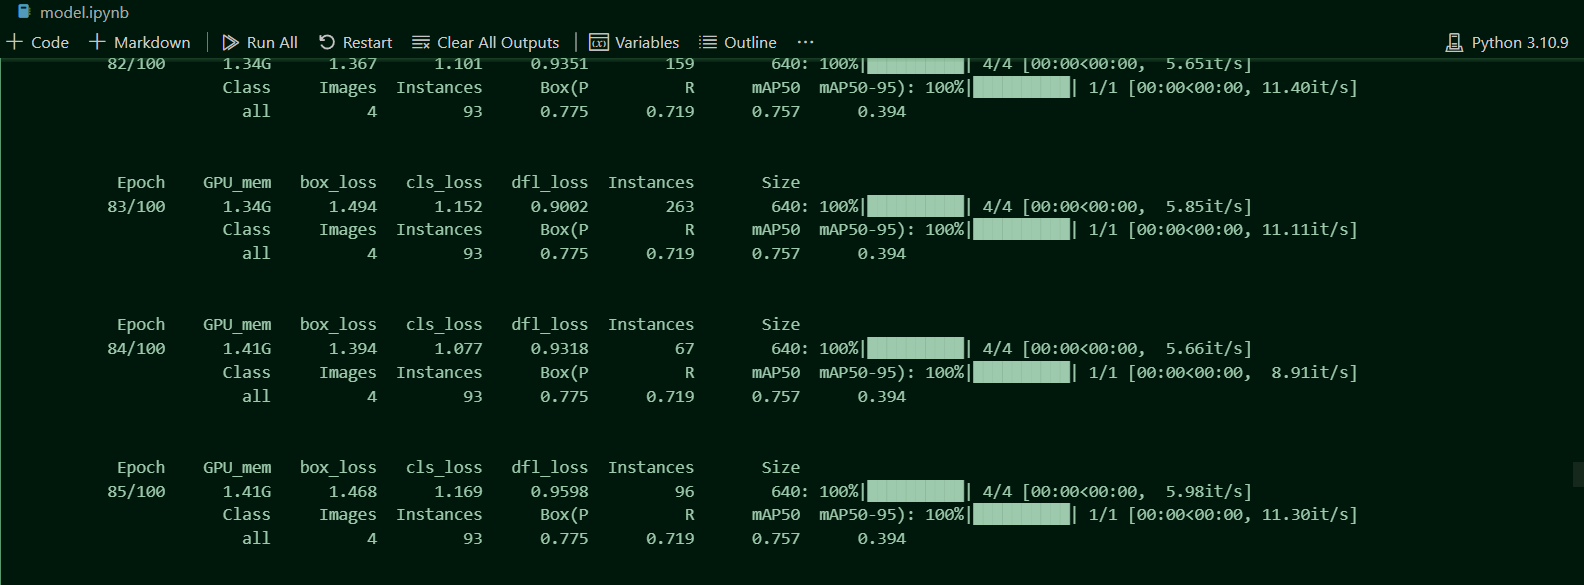 model.ipynb
Code Markdown Run All Restart Clear All Outputs Variables Outline ... Python 3.10.9
82/100 1.34G 1.367 1.101 0.9351 159 640: 100%|██████████| 4/4 [00:00<00:00, 5.65it/s]
Class Images Instances Box(P R mAP50 mAP50-95): 100%|██████████| 1/1 [00:00<00:00, 11.40it/s]
all 4 93 0.775 0.719 0.757 0.394
Epoch GPU_mem box_loss cls_loss dfl_loss Instances Size
83/100 1.34G 1.494 1.152 0.9002 263 640: 100%|██████████| 4/4 [00:00<00:00, 5.85it/s]
Class Images Instances Box(P R mAP50 mAP50-95): 100%|██████████| 1/1 [00:00<00:00, 11.11it/s]
all 4 93 0.775 0.719 0.757 0.394
Epoch GPU_mem box_loss cls_loss dfl_loss Instances Size
84/100 1.41G 1.394 1.077 0.9318 67 640: 100%|██████████| 4/4 [00:00<00:00, 5.66it/s]
Class Images Instances Box(P R mAP50 mAP50-95): 100%|██████████| 1/1 [00:00<00:00, 8.91it/s]
all 4 93 0.775 0.719 0.757 0.394
Epoch GPU_mem box_loss cls_loss dfl_loss Instances Size
85/100 1.41G 1.468 1.169 0.9598 96 640: 100%|██████████| 4/4 [00:00<00:00, 5.98it/s]
Class Images Instances Box(P R mAP50 mAP50-95): 100%|██████████| 1/1 [00:00<00:00, 11.30it/s]
all 4 93 0.775 0.719 0.757 0.394